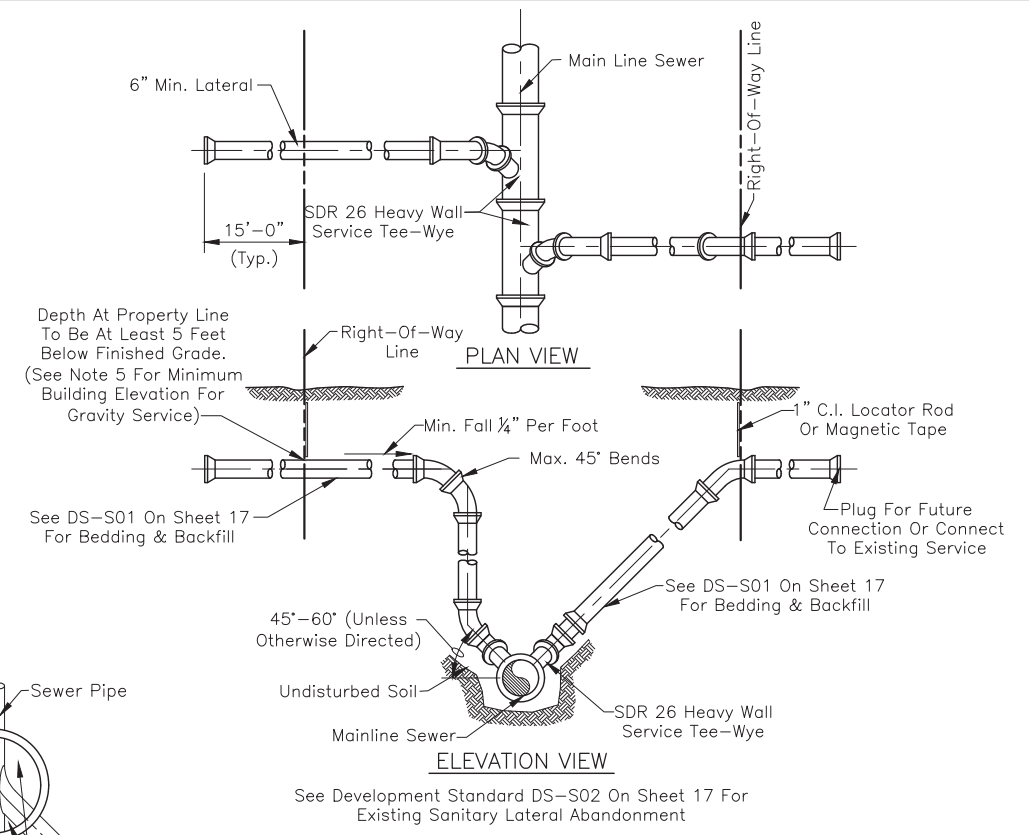 Main Line Sewer
6" Min. Lateral
Right-Of-Way Line
SDR 26 Heavy Wall
Service Tee-Wye
15'-0"
(Typ.)
Depth At Property Line
To Be At Least 5 Feet
Below Finished Grade.
(See Note 5 For Minimum
Building Elevation For
Gravity Service)
Right-Of-Way
Line
PLAN VIEW
Min. Fall ¼" Per Foot
1" C.I. Locator Rod
Or Magnetic Tape
Max. 45° Bends
See DS-S01 On Sheet 17
For Bedding & Backfill
Plug For Future
Connection Or Connect
To Existing Service
See DS-S01 On Sheet 17
For Bedding & Backfill
45°-60° (Unless
Otherwise Directed)
Undisturbed Soil
Sewer Pipe
SDR 26 Heavy Wall
Service Tee-Wye
Mainline Sewer
ELEVATION VIEW
See Development Standard DS-S02 On Sheet 17 For
Existing Sanitary Lateral Abandonment